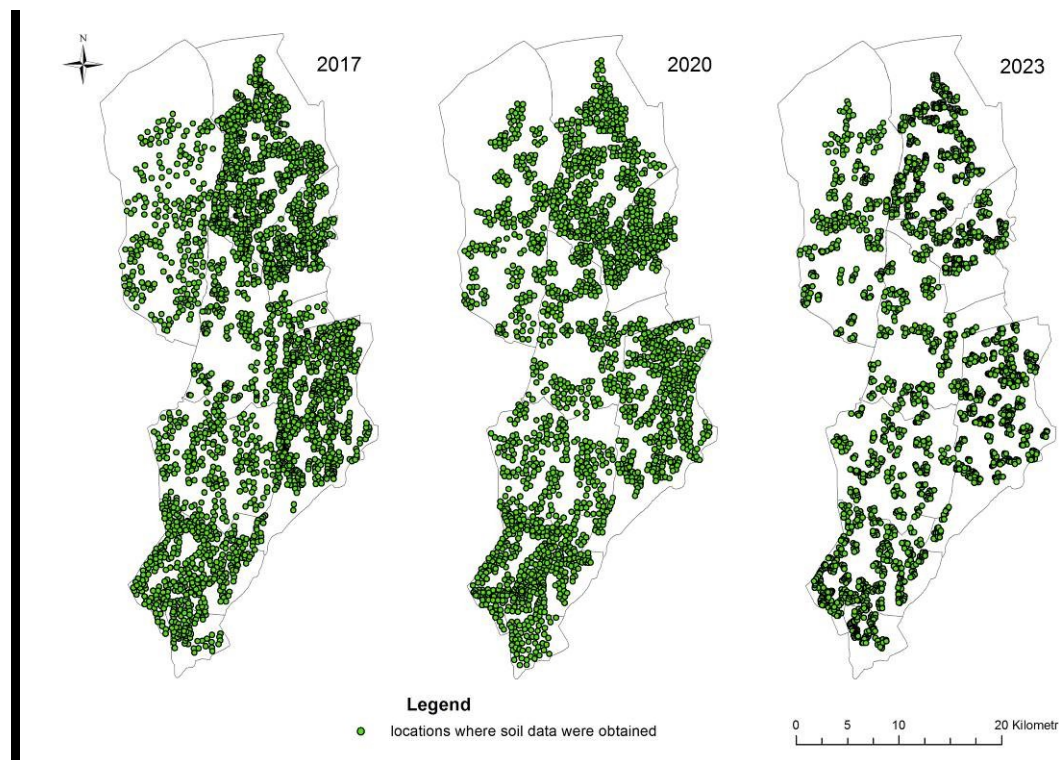 N
2017
2020
2023
Legend
locations where soil data were obtained
0 5 10 20 Kilometr